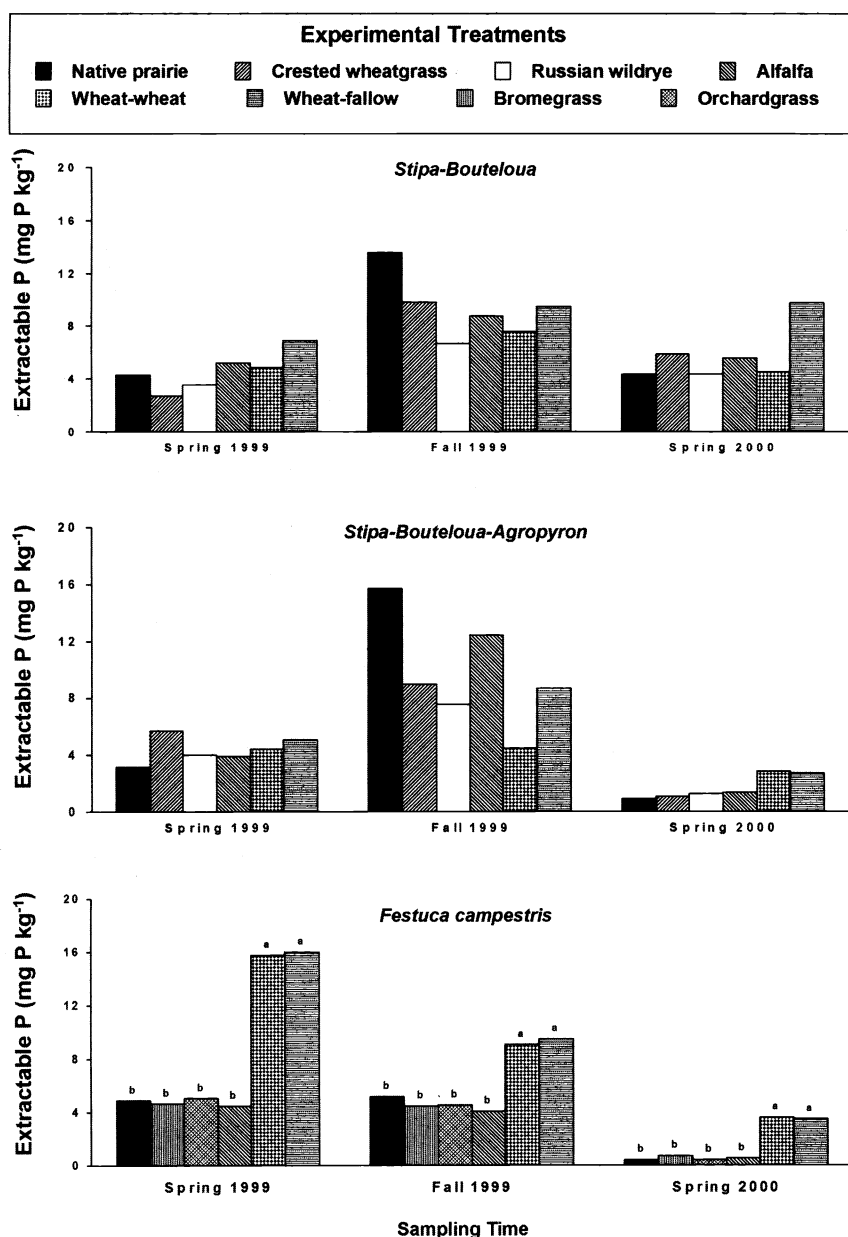 Experimental Treatments
Native prairie Crested wheatgrass Russian wildrye Alfalfa
Wheat-wheat Wheat-fallow Bromegrass Orchardgrass
Stipa-Bouteloua
Extractable P (mg P kg⁻¹)
20
16
12
8
4
0
Spring 1999 Fall 1999 Spring 2000
Stipa-Bouteloua-Agropyron
Extractable P (mg P kg⁻¹)
20
16
12
8
4
0
Spring 1999 Fall 1999 Spring 2000
Festuca campestris
Extractable P (mg P kg⁻¹)
20
16
12
8
4
0
b b b b a a
b b b b a a
b b b b a a
Spring 1999 Fall 1999 Spring 2000
Sampling Time